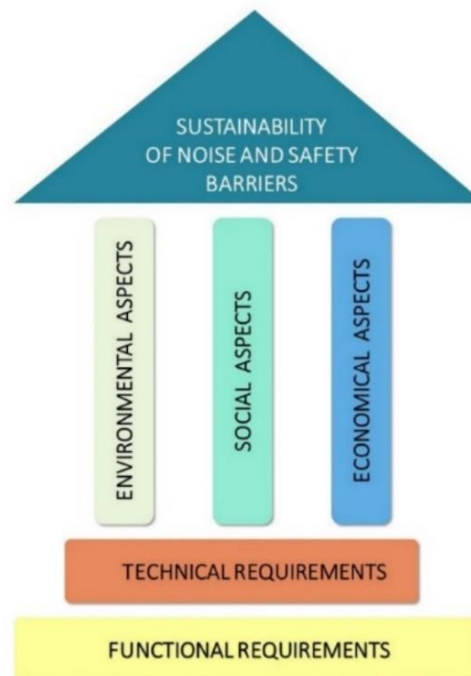 SUSTAINABILITY
OF NOISE AND SAFETY
BARRIERS
ENVIRONMENTAL ASPECTS
SOCIAL ASPECTS
ECONOMICAL ASPECTS
TECHNICAL REQUIREMENTS
FUNCTIONAL REQUIREMENTS